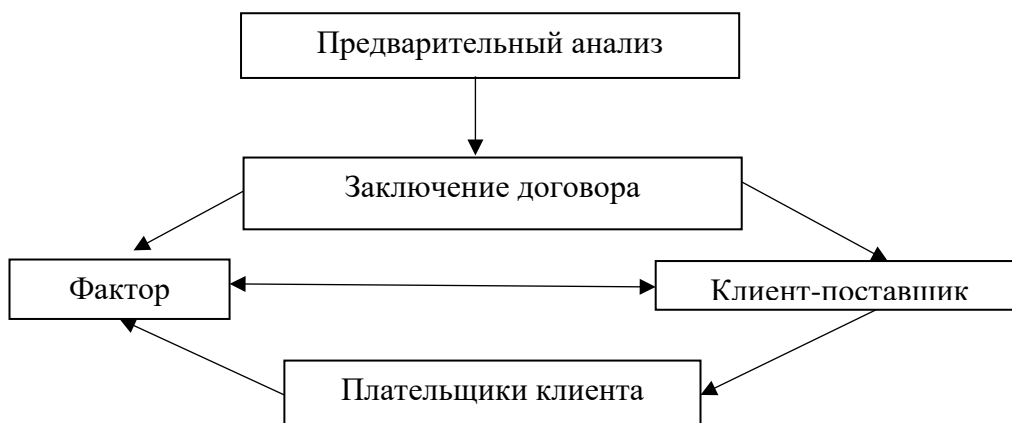 Предварительный анализ
Заключение договора
Фактор
Клиент-поставщик
Плательщики клиента